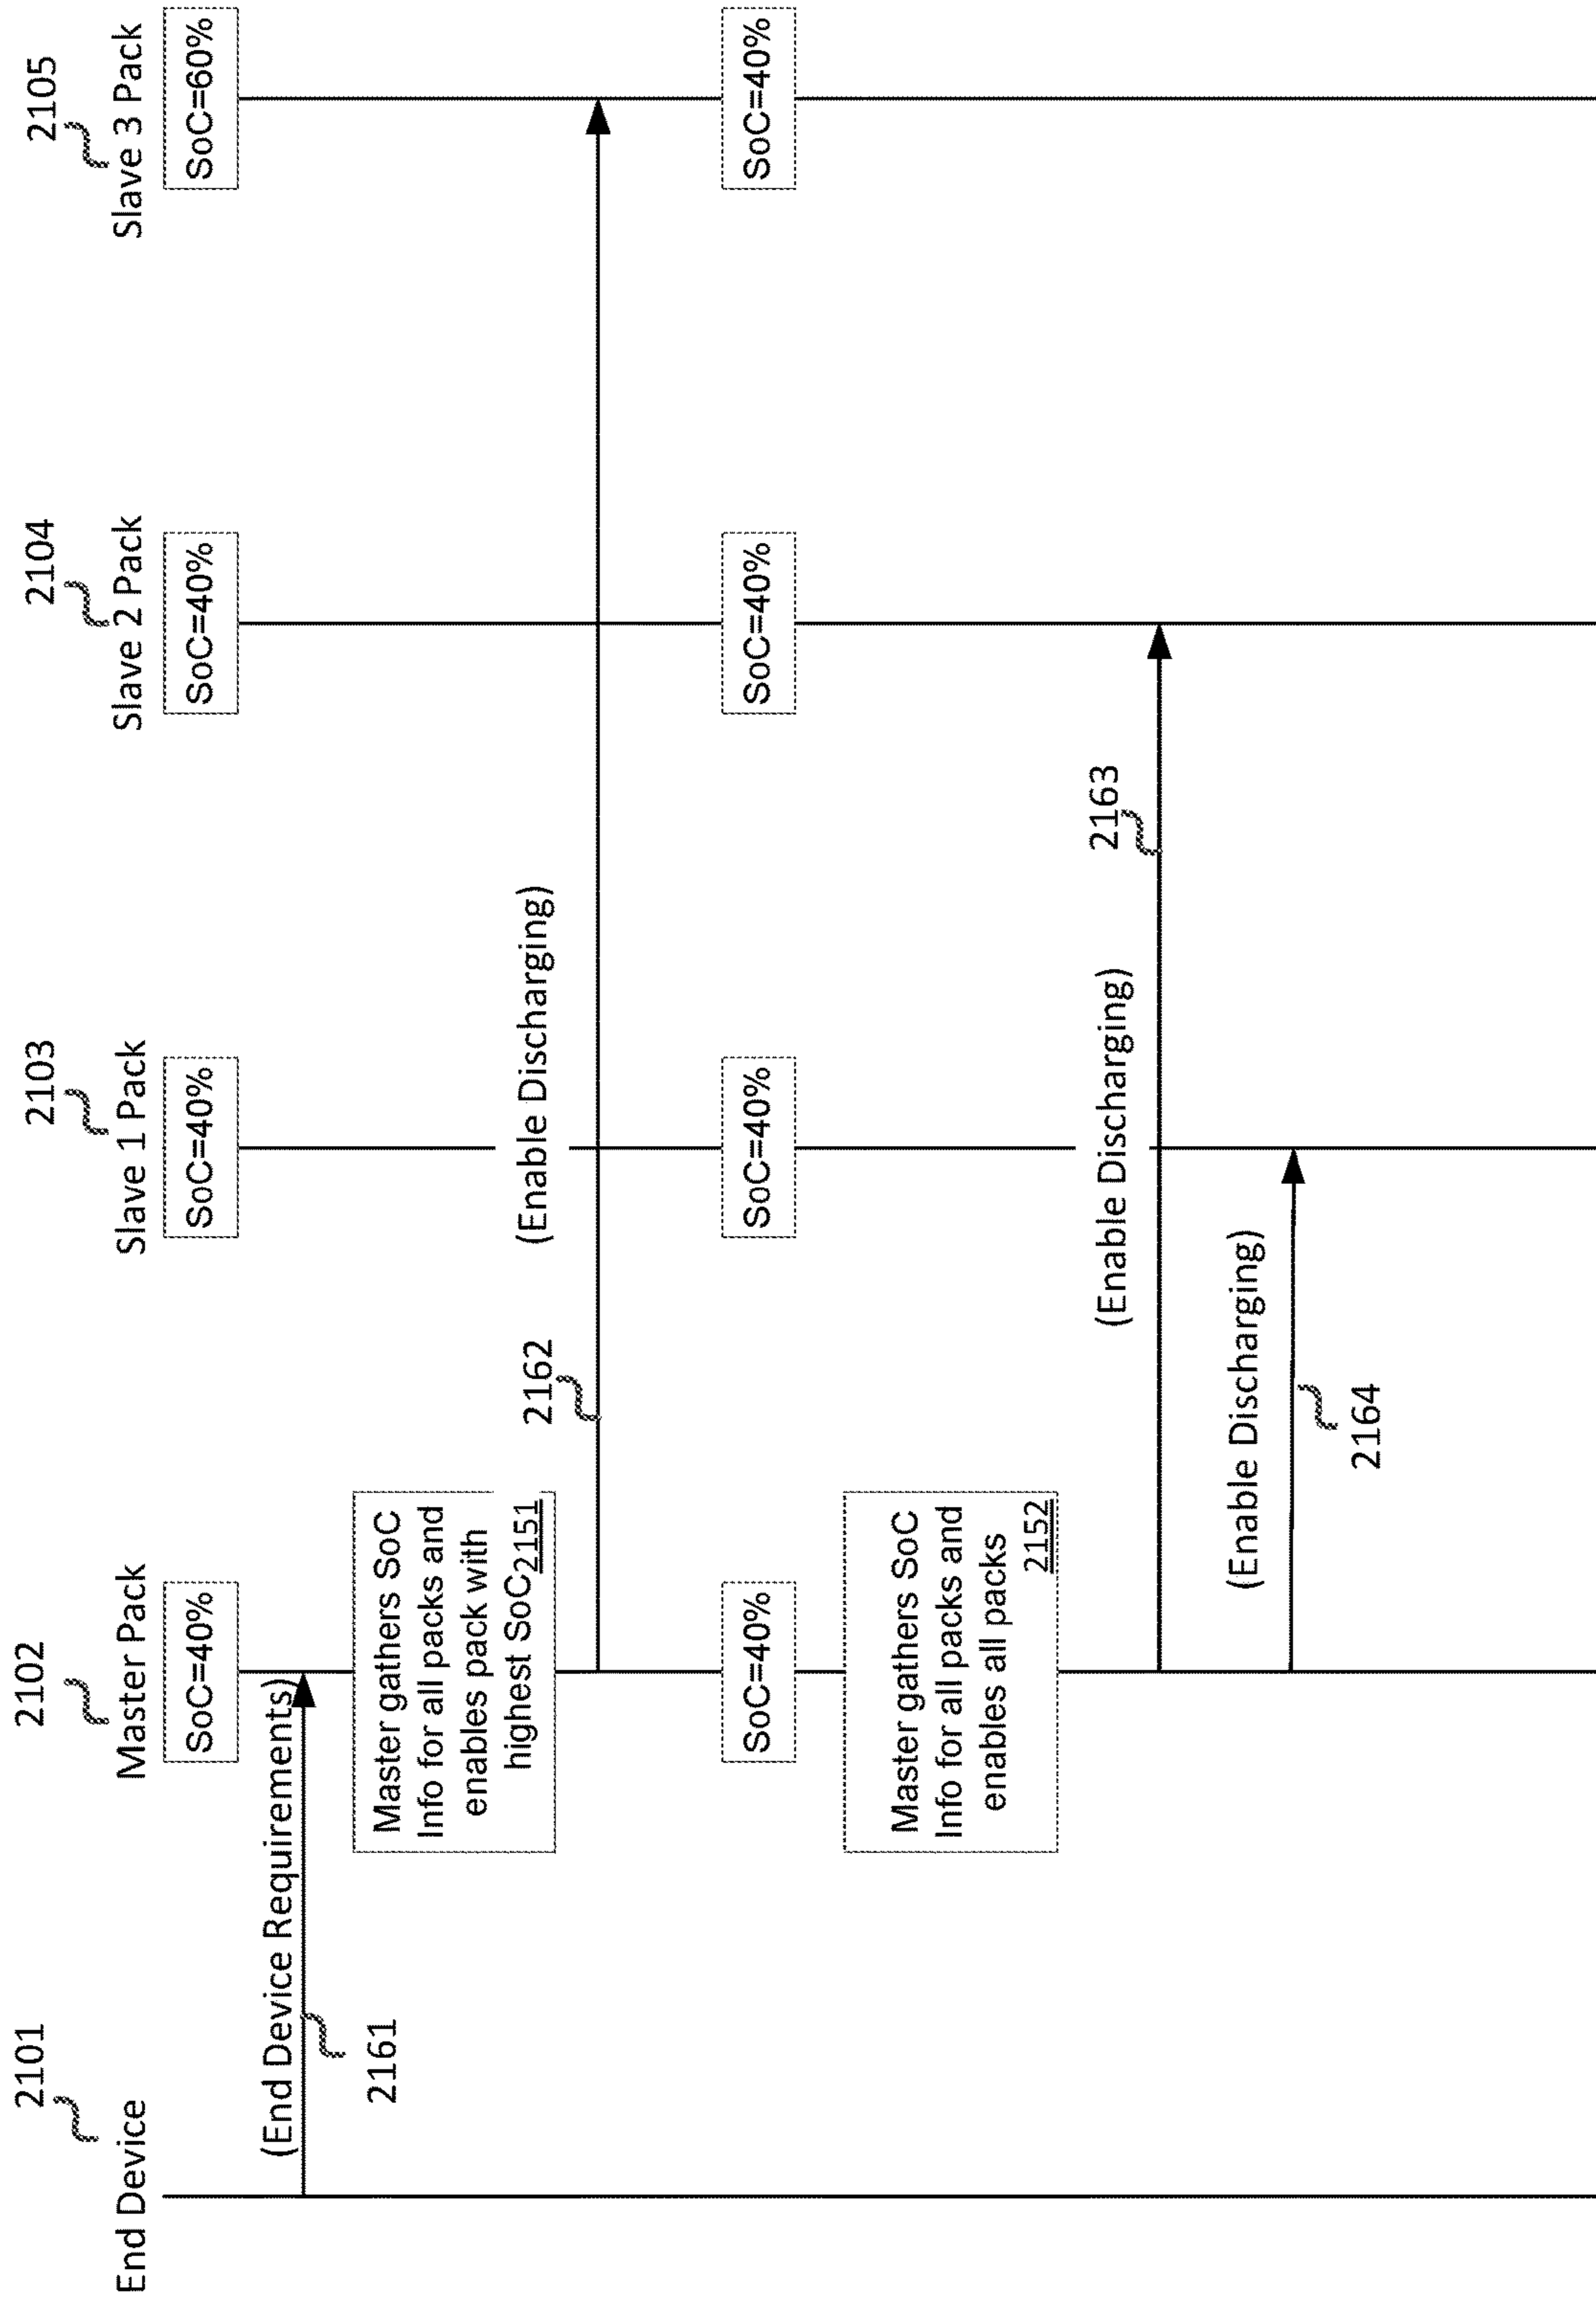 2101
2102
2103
2104
2105
End Device
Master Pack
Slave 1 Pack
Slave 2 Pack
Slave 3 Pack
SoC=40%
SoC=40%
SoC=40%
SoC=60%
(End Device Requirements)
2161
Master gathers SoC
Info for all packs and
enables pack with
highest SoC 2151
(Enable Discharging)
2162
SoC=40%
SoC=40%
SoC=40%
SoC=40%
Master gathers SoC
Info for all packs and
enables all packs
2152
(Enable Discharging)
2163
(Enable Discharging)
2164